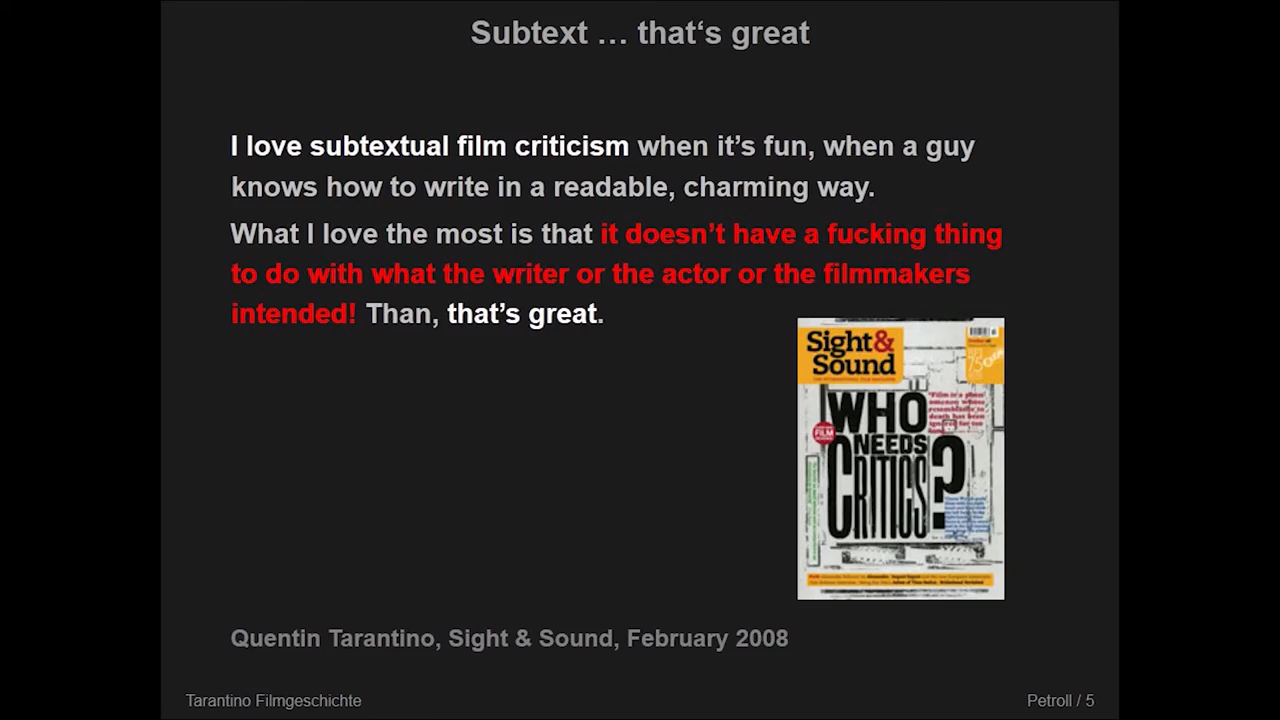 Subtext … that‘s great
I love subtextual film criticism when it’s fun, when a guy
knows how to write in a readable, charming way.
What I love the most is that it doesn’t have a fucking thing
to do with what the writer or the actor or the filmmakers
intended! Than, that’s great.
Sight&
Sound
WHO
NEEDS
CRITICS?
FILM
Quentin Tarantino, Sight & Sound, February 2008
Tarantino Filmgeschichte
Petroll / 5